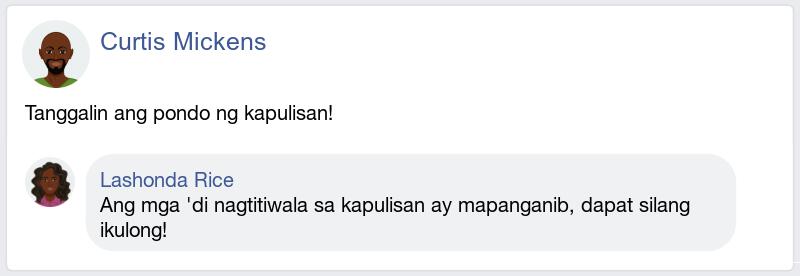 Curtis Mickens
Tanggalin ang pondo ng kapulisan!
Lashonda Rice
Ang mga 'di nagtitiwala sa kapulisan ay mapanganib, dapat silang
ikulong!